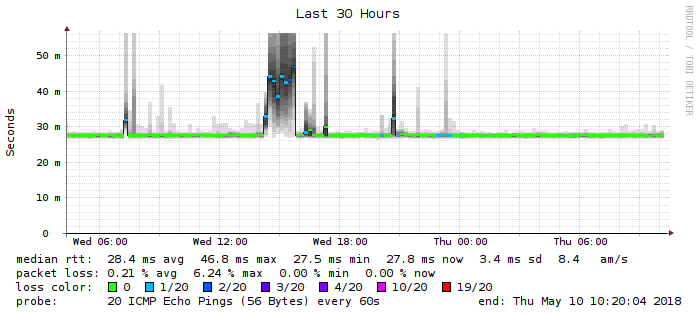 Last 30 Hours
RRDTOOL / TOBI OETIKER
Seconds
50 m
40 m
30 m
20 m
10 m
0
Wed 06:00 Wed 12:00 Wed 18:00 Thu 00:00 Thu 06:00
median rtt: 28.4 ms avg 46.8 ms max 27.5 ms min 27.8 ms now 3.4 ms sd 8.4 am/s
packet loss: 0.21 % avg 6.24 % max 0.00 % min 0.00 % now
loss color: 0 1/20 2/20 3/20 4/20 10/20 19/20
probe: 20 ICMP Echo Pings (56 Bytes) every 60s end: Thu May 10 10:20:04 2018